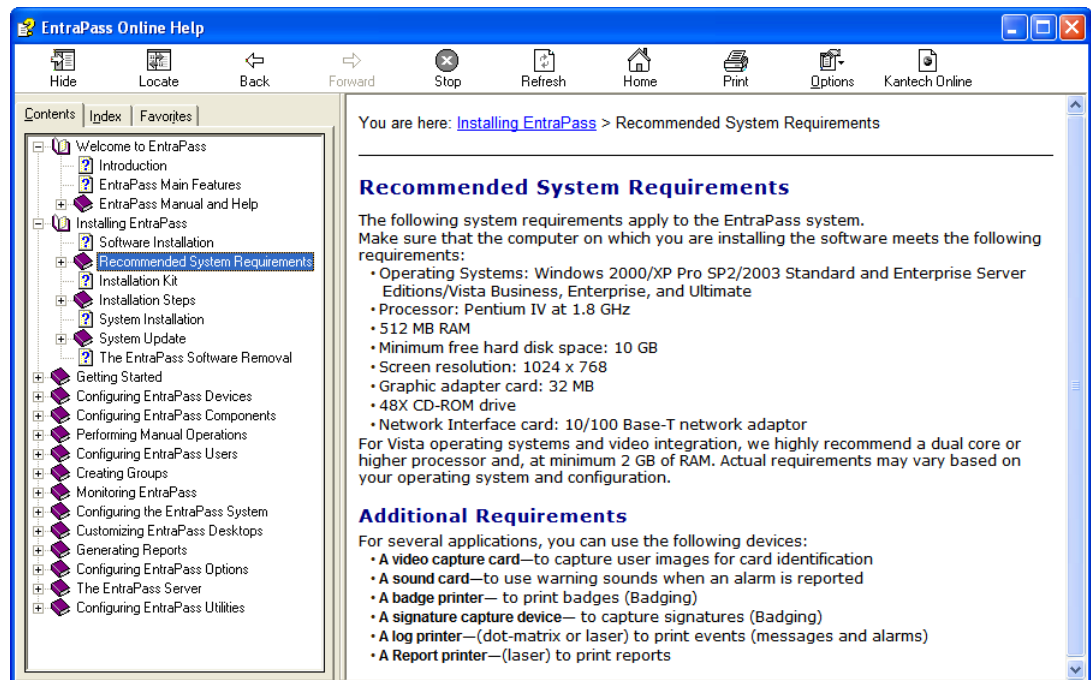 EntraPass Online Help
Hide Locate Back Forward Stop Refresh Home Print Options Kantech Online
Contents Index Favorites
Welcome to EntraPass
Introduction
EntraPass Main Features
EntraPass Manual and Help
Installing EntraPass
Software Installation
Recommended System Requirements
Installation Kit
Installation Steps
System Installation
System Update
The EntraPass Software Removal
Getting Started
Configuring EntraPass Devices
Configuring EntraPass Components
Performing Manual Operations
Configuring EntraPass Users
Creating Groups
Monitoring EntraPass
Configuring the EntraPass System
Customizing EntraPass Desktops
Generating Reports
Configuring EntraPass Options
The EntraPass Server
Configuring EntraPass Utilities
You are here: Installing EntraPass > Recommended System Requirements
Recommended System Requirements
The following system requirements apply to the EntraPass system.
Make sure that the computer on which you are installing the software meets the following
requirements:
• Operating Systems: Windows 2000/XP Pro SP2/2003 Standard and Enterprise Server
Editions/Vista Business, Enterprise, and Ultimate
• Processor: Pentium IV at 1.8 GHz
• 512 MB RAM
• Minimum free hard disk space: 10 GB
• Screen resolution: 1024 x 768
• Graphic adapter card: 32 MB
• 48X CD-ROM drive
• Network Interface card: 10/100 Base-T network adaptor
For Vista operating systems and video integration, we highly recommend a dual core or
higher processor and, at minimum 2 GB of RAM. Actual requirements may vary based on
your operating system and configuration.
Additional Requirements
For several applications, you can use the following devices:
• A video capture card—to capture user images for card identification
• A sound card—to use warning sounds when an alarm is reported
• A badge printer— to print badges (Badging)
• A signature capture device— to capture signatures (Badging)
• A log printer—(dot-matrix or laser) to print events (messages and alarms)
• A Report printer—(laser) to print reports